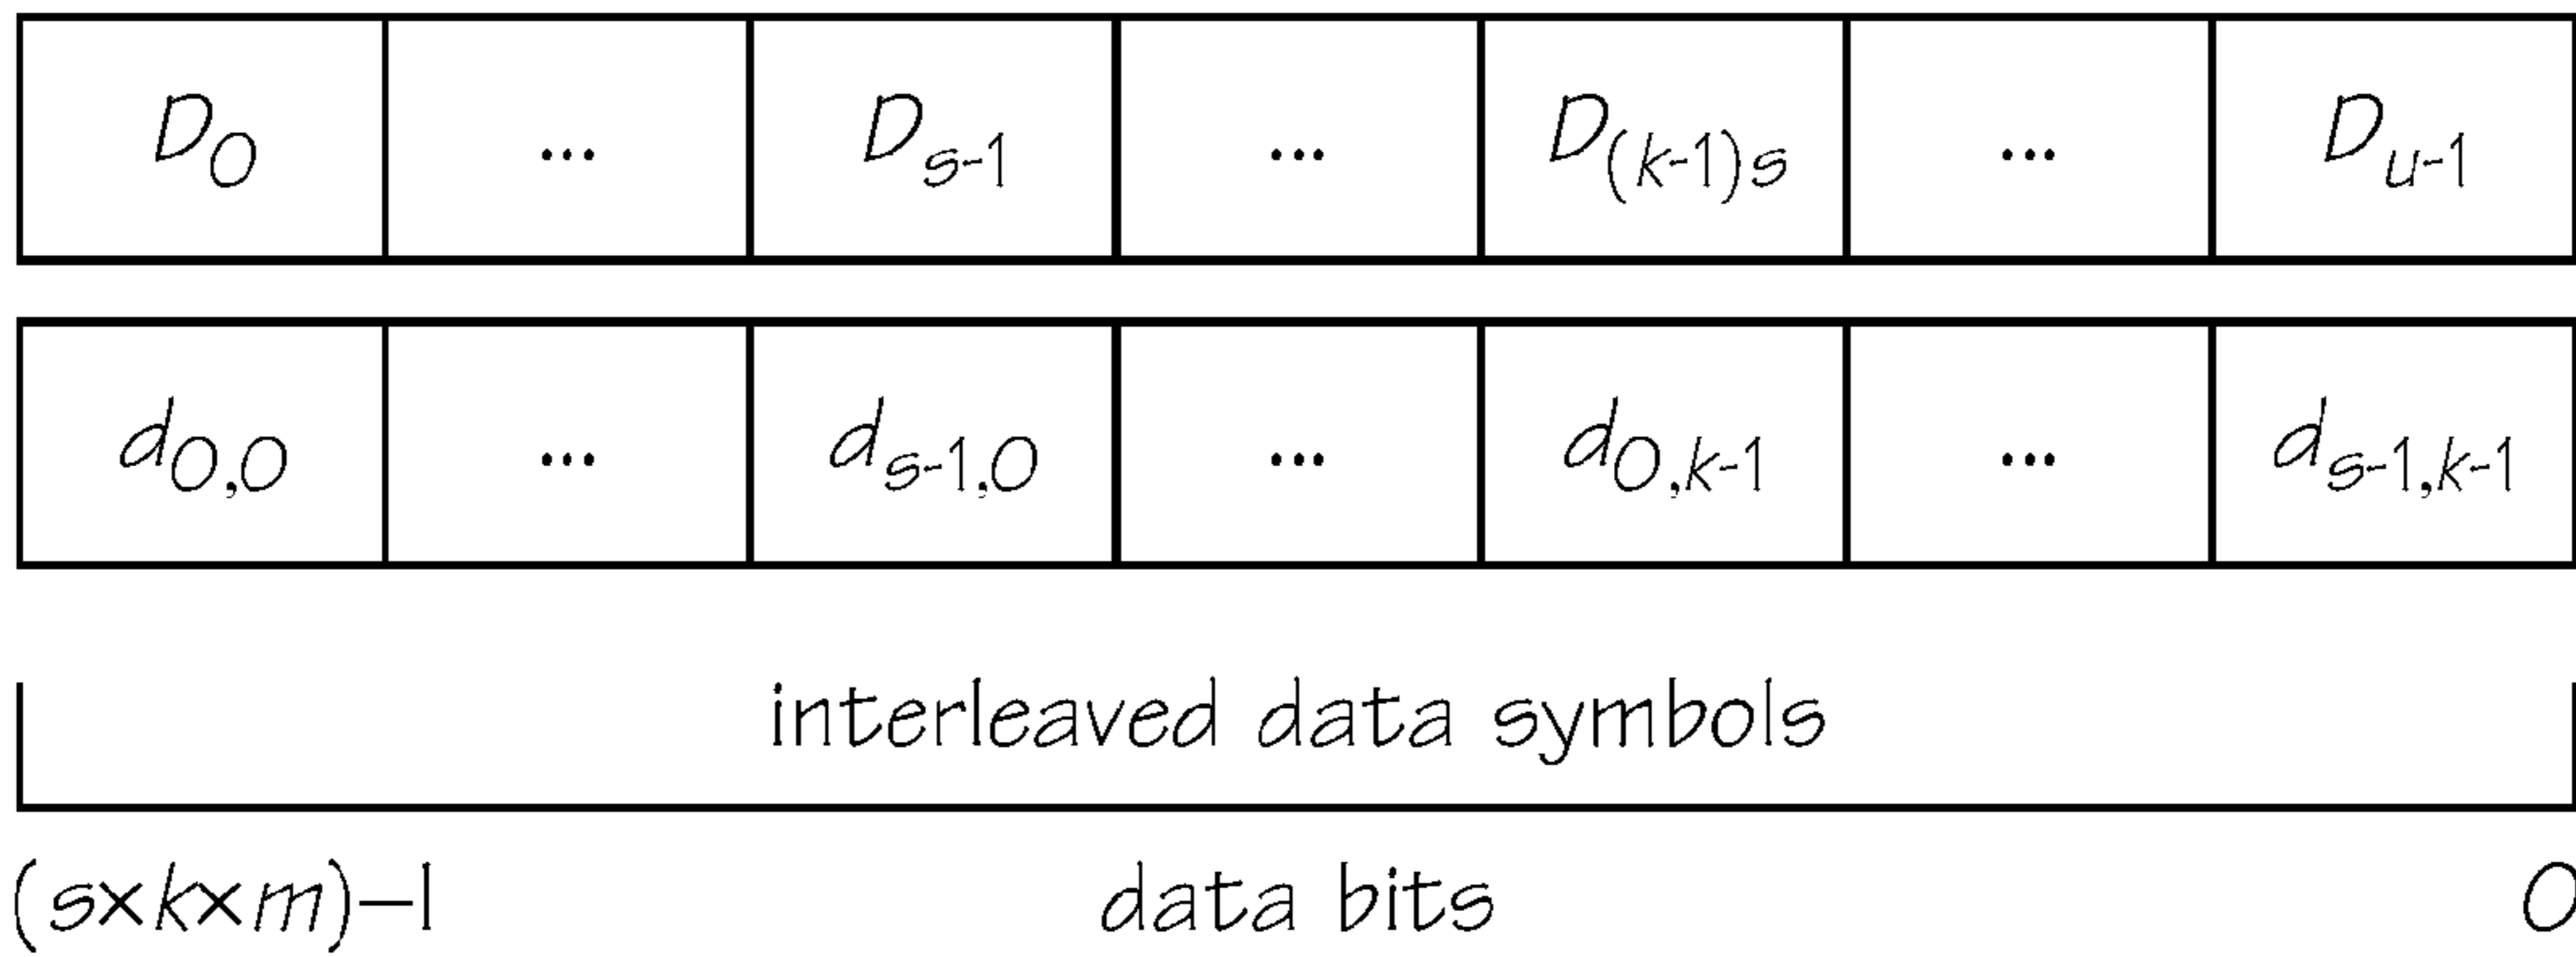 D0 ... Ds-1 ... D(k-1)s ... Du-1
d0,0 ... ds-1,0 ... d0,k-1 ... ds-1,k-1
interleaved data symbols
(s×k×m)–1 data bits 0